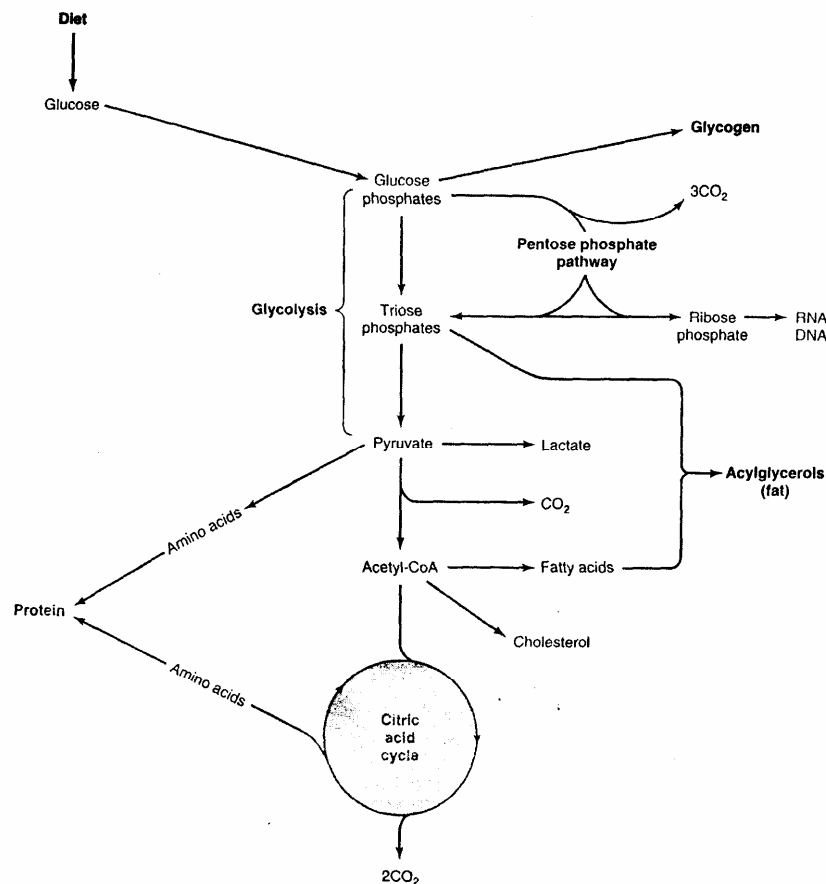 Diet
Glucose
Glycogen
Glucose
phosphates
3CO₂
Pentose phosphate
pathway
Glycolysis
Triose
phosphates
Ribose
phosphate
RNA
DNA
Pyruvate
Lactate
Acylglycerols
(fat)
CO₂
Amino acids
Acetyl-CoA
Fatty acids
Protein
Cholesterol
Amino acids
Citric
acid
cycla
2CO₂